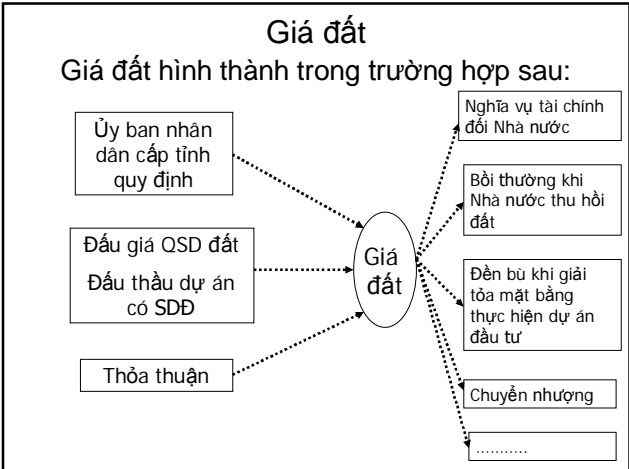 Giá đất
Giá đất hình thành trong trường hợp sau:
Ủy ban nhân
dân cấp tỉnh
quy định
Đấu giá QSD đất
Đấu thầu dự án
có SDĐ
Thỏa thuận
Giá
đất
Nghĩa vụ tài chính
đối Nhà nước
Bồi thường khi
Nhà nước thu hồi
đất
Đền bù khi giải
tỏa mặt bằng
thực hiện dự án
đầu tư
Chuyển nhượng
...........